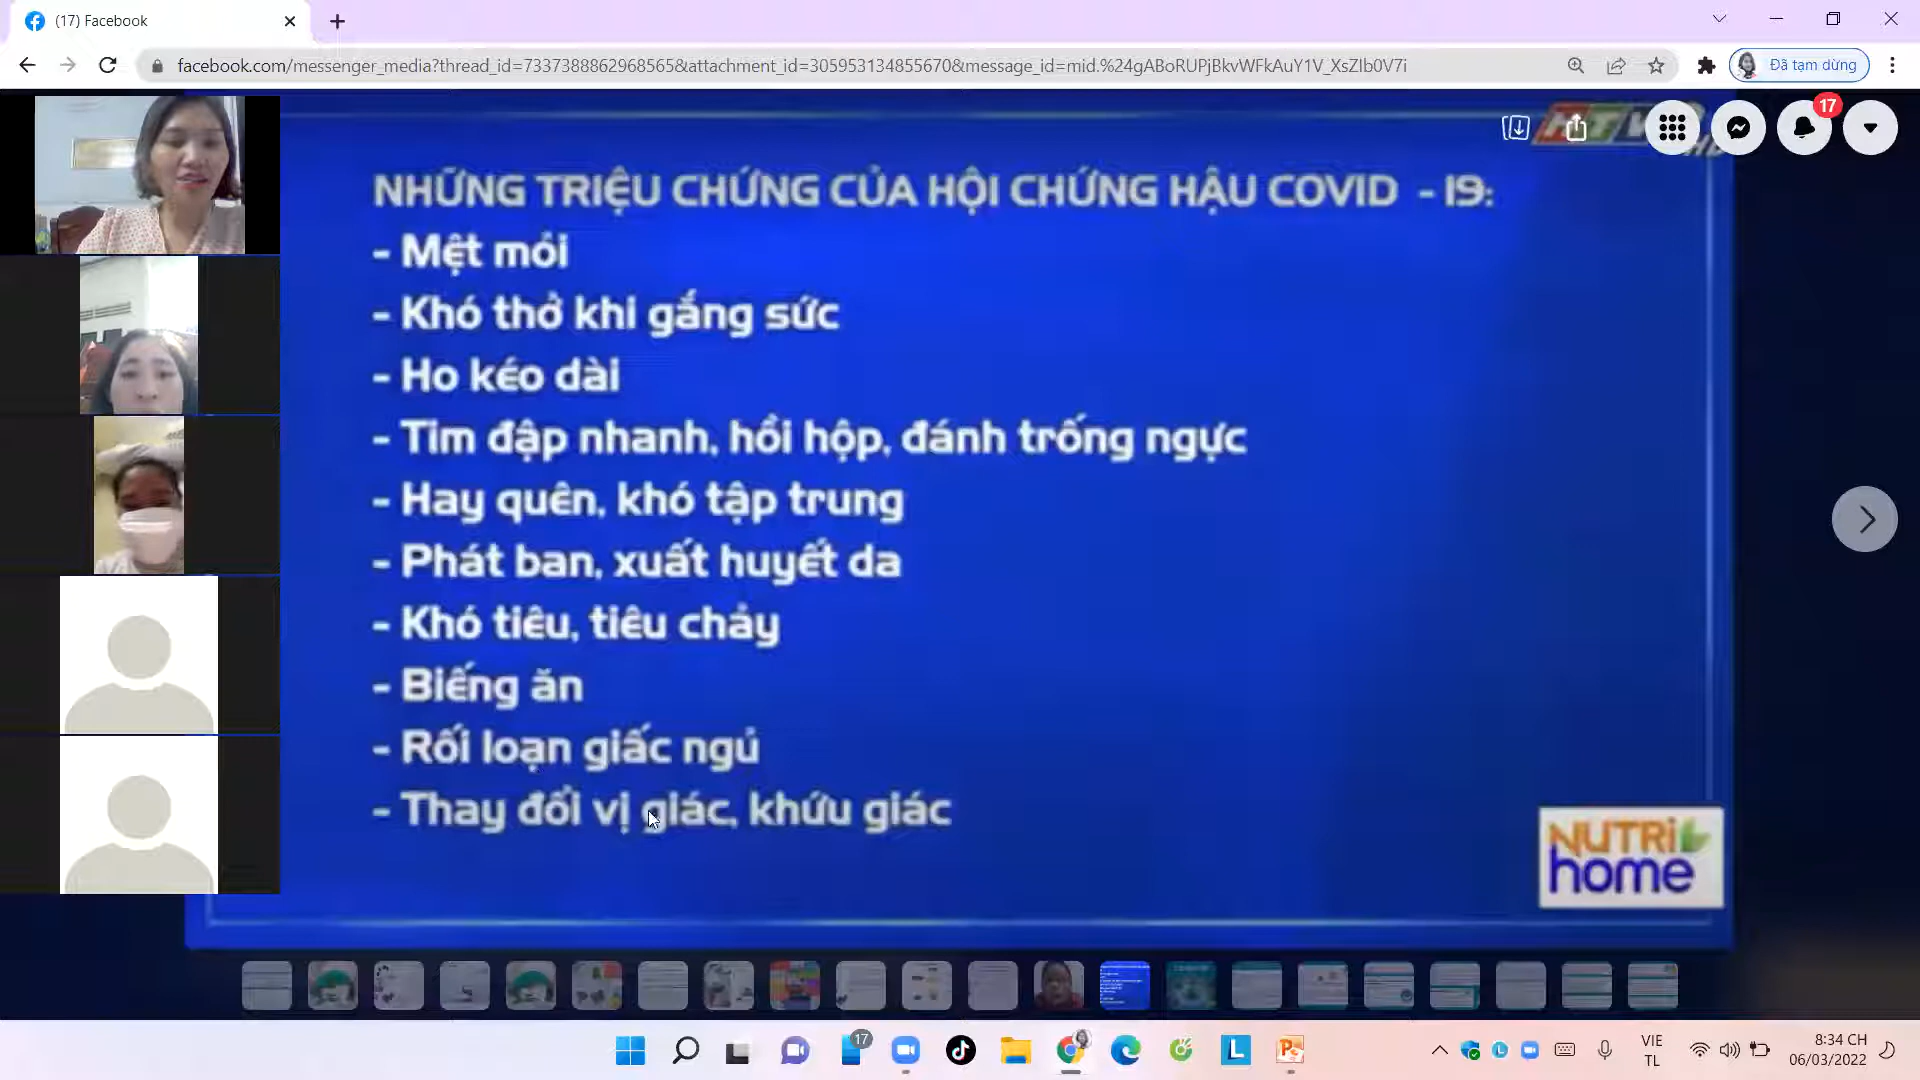 (17) Facebook
facebook.com/messenger_media?thread_id=7337388862968565&attachment_id=305953134855670&message_id=mid.%24gABoRUPjBkvWFkAuY1V_XsZIb0V7i
Đã tạm dừng
17
NHỮNG TRIỆU CHỨNG CỦA HỘI CHỨNG HẬU COVID - 19:
- Mệt mỏi
- Khó thở khi gắng sức
- Ho kéo dài
- Tim đập nhanh, hồi hộp, đánh trống ngực
- Hay quên, khó tập trung
- Phát ban, xuất huyết da
- Khó tiêu, tiêu chảy
- Biếng ăn
- Rối loạn giấc ngủ
- Thay đổi vị giác, khứu giác
NUTRi
home
17
VIE
TL
8:34 CH
06/03/2022